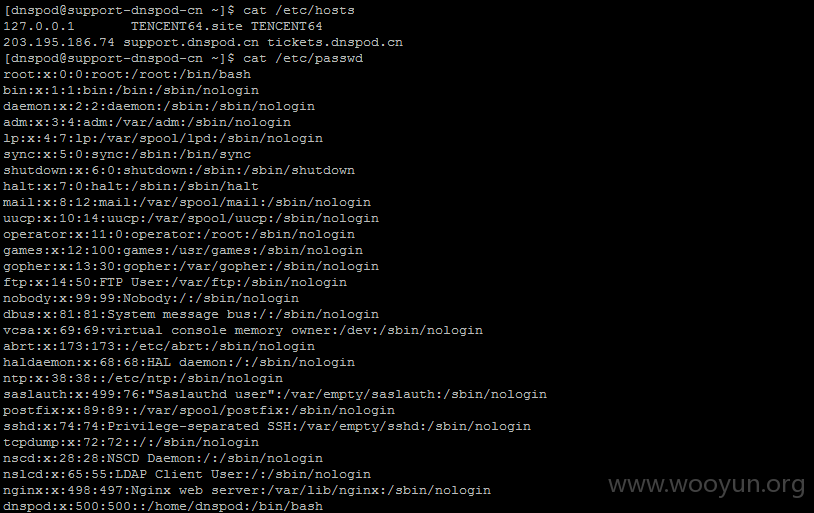 [dnspod@support-dnspod-cn ~]$ cat /etc/hosts
127.0.0.1       TENCENT64.site TENCENT64
203.195.186.74 support.dnspod.cn tickets.dnspod.cn
[dnspod@support-dnspod-cn ~]$ cat /etc/passwd
root:x:0:0:root:/root:/bin/bash
bin:x:1:1:bin:/bin:/sbin/nologin
daemon:x:2:2:daemon:/sbin:/sbin/nologin
adm:x:3:4:adm:/var/adm:/sbin/nologin
lp:x:4:7:lp:/var/spool/lpd:/sbin/nologin
sync:x:5:0:sync:/sbin:/bin/sync
shutdown:x:6:0:shutdown:/sbin:/sbin/shutdown
halt:x:7:0:halt:/sbin:/sbin/halt
mail:x:8:12:mail:/var/spool/mail:/sbin/nologin
uucp:x:10:14:uucp:/var/spool/uucp:/sbin/nologin
operator:x:11:0:operator:/root:/sbin/nologin
games:x:12:100:games:/usr/games:/sbin/nologin
gopher:x:13:30:gopher:/var/gopher:/sbin/nologin
ftp:x:14:50:FTP User:/var/ftp:/sbin/nologin
nobody:x:99:99:Nobody:/:/sbin/nologin
dbus:x:81:81:System message bus:/:/sbin/nologin
vcsa:x:69:69:virtual console memory owner:/dev:/sbin/nologin
abrt:x:173:173::/etc/abrt:/sbin/nologin
haldaemon:x:68:68:HAL daemon:/:/sbin/nologin
ntp:x:38:38::/etc/ntp:/sbin/nologin
saslauth:x:499:76:"Saslauthd user":/var/empty/saslauth:/sbin/nologin
postfix:x:89:89::/var/spool/postfix:/sbin/nologin
sshd:x:74:74:Privilege-separated SSH:/var/empty/sshd:/sbin/nologin
tcpdump:x:72:72::/:/sbin/nologin
nscd:x:28:28:NSCD Daemon:/:/sbin/nologin
nslcd:x:65:55:LDAP Client User:/:/sbin/nologin
nginx:x:498:497:Nginx web server:/var/lib/nginx:/sbin/nologin
dnspod:x:500:500::/home/dnspod:/bin/bash
www.wooyun.org